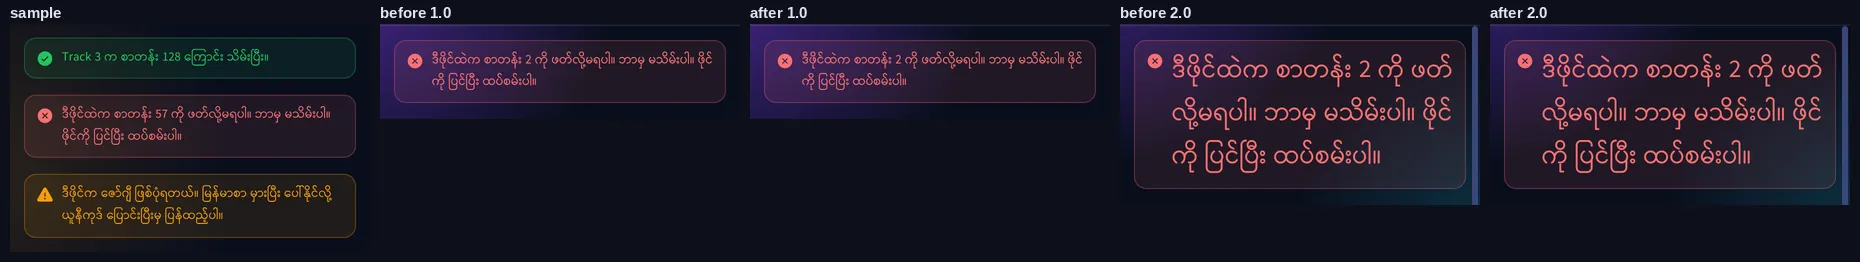 sample
Track 3 က စာတန်း 128 ကြောင်း သိမ်းပြီး။
ဒီဖိုင်ထဲက စာတန်း 57 ကို ဖတ်လို့မရပါ။ ဘာမှ မသိမ်းပါ။
ဖိုင်ကို ပြင်ပြီး ထပ်စမ်းပါ။
ဒီဖိုင်က ဇော်ဂျီ ဖြစ်ပုံရတယ်။ မြန်မာစာ မှားပြီး ပေါ်နိုင်လို့
ယူနီကုဒ် ပြောင်းပြီးမှ ပြန်ထည့်ပါ။
before 1.0
ဒီဖိုင်ထဲက စာတန်း 2 ကို ဖတ်လို့မရပါ။ ဘာမှ မသိမ်းပါ။ ဖိုင်
ကို ပြင်ပြီး ထပ်စမ်းပါ။
after 1.0
ဒီဖိုင်ထဲက စာတန်း 2 ကို ဖတ်လို့မရပါ။ ဘာမှ မသိမ်းပါ။ ဖိုင်
ကို ပြင်ပြီး ထပ်စမ်းပါ။
before 2.0
ဒီဖိုင်ထဲက စာတန်း 2 ကို ဖတ်
လို့မရပါ။ ဘာမှ မသိမ်းပါ။ ဖိုင်
ကို ပြင်ပြီး ထပ်စမ်းပါ။
after 2.0
ဒီဖိုင်ထဲက စာတန်း 2 ကို ဖတ်
လို့မရပါ။ ဘာမှ မသိမ်းပါ။ ဖိုင်
ကို ပြင်ပြီး ထပ်စမ်းပါ။